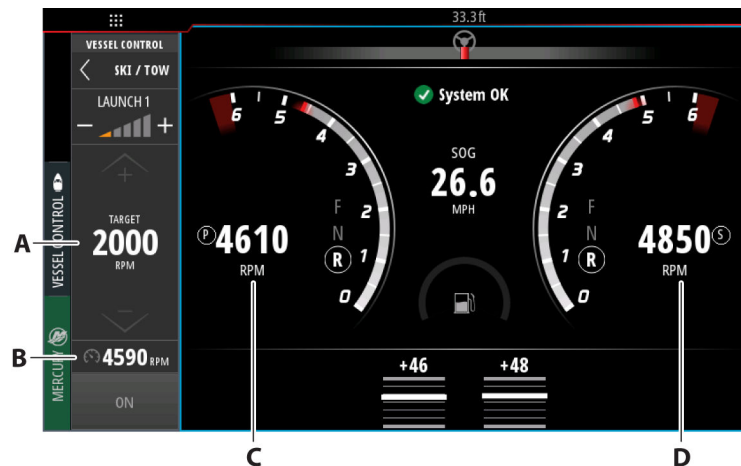 33.3 ft
VESSEL CONTROL
SKI / TOW
LAUNCH 1
TARGET
2000
RPM
4590 RPM
ON
VESSEL CONTROL
MERCURY
System OK
SOG
26.6
MPH
6
5
4
3
2
1
0
F
N
R
P 4610
RPM
6
5
4
3
2
1
0
F
N
R
4850 S
RPM
+46
+48
A
B
C
D